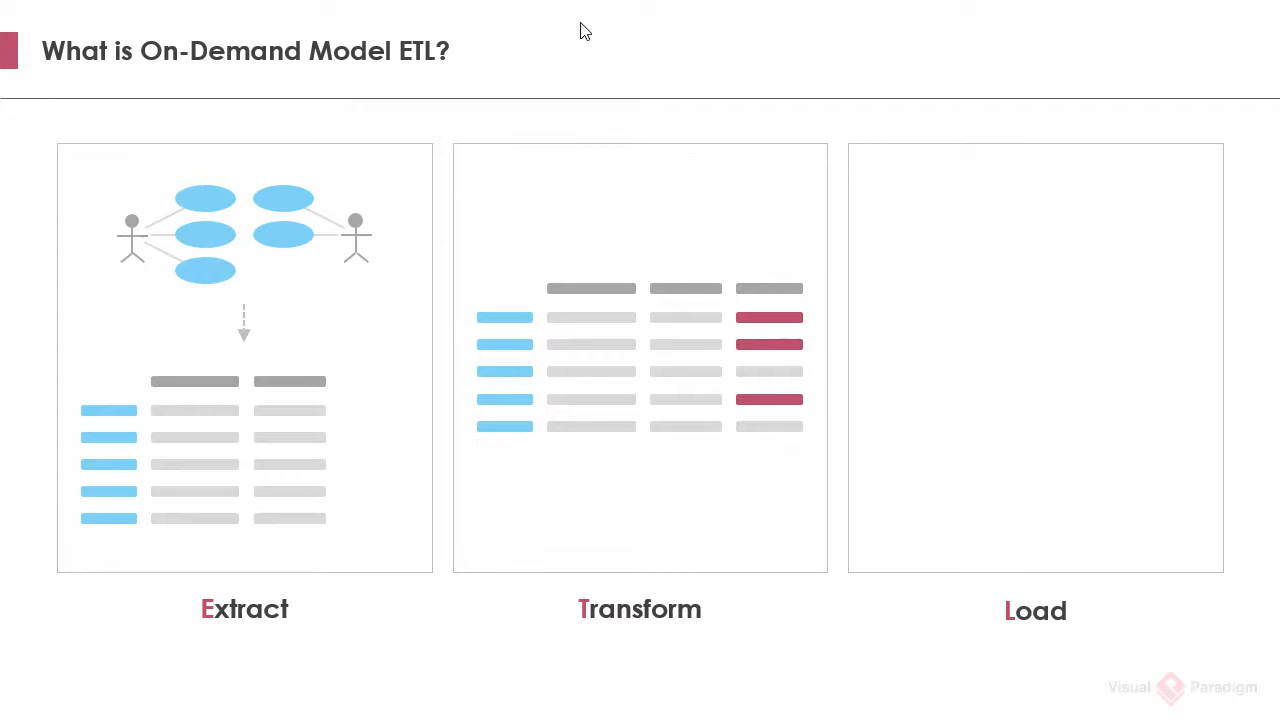 What is On-Demand Model ETL?
Extract
Transform
Load
Visual Paradigm